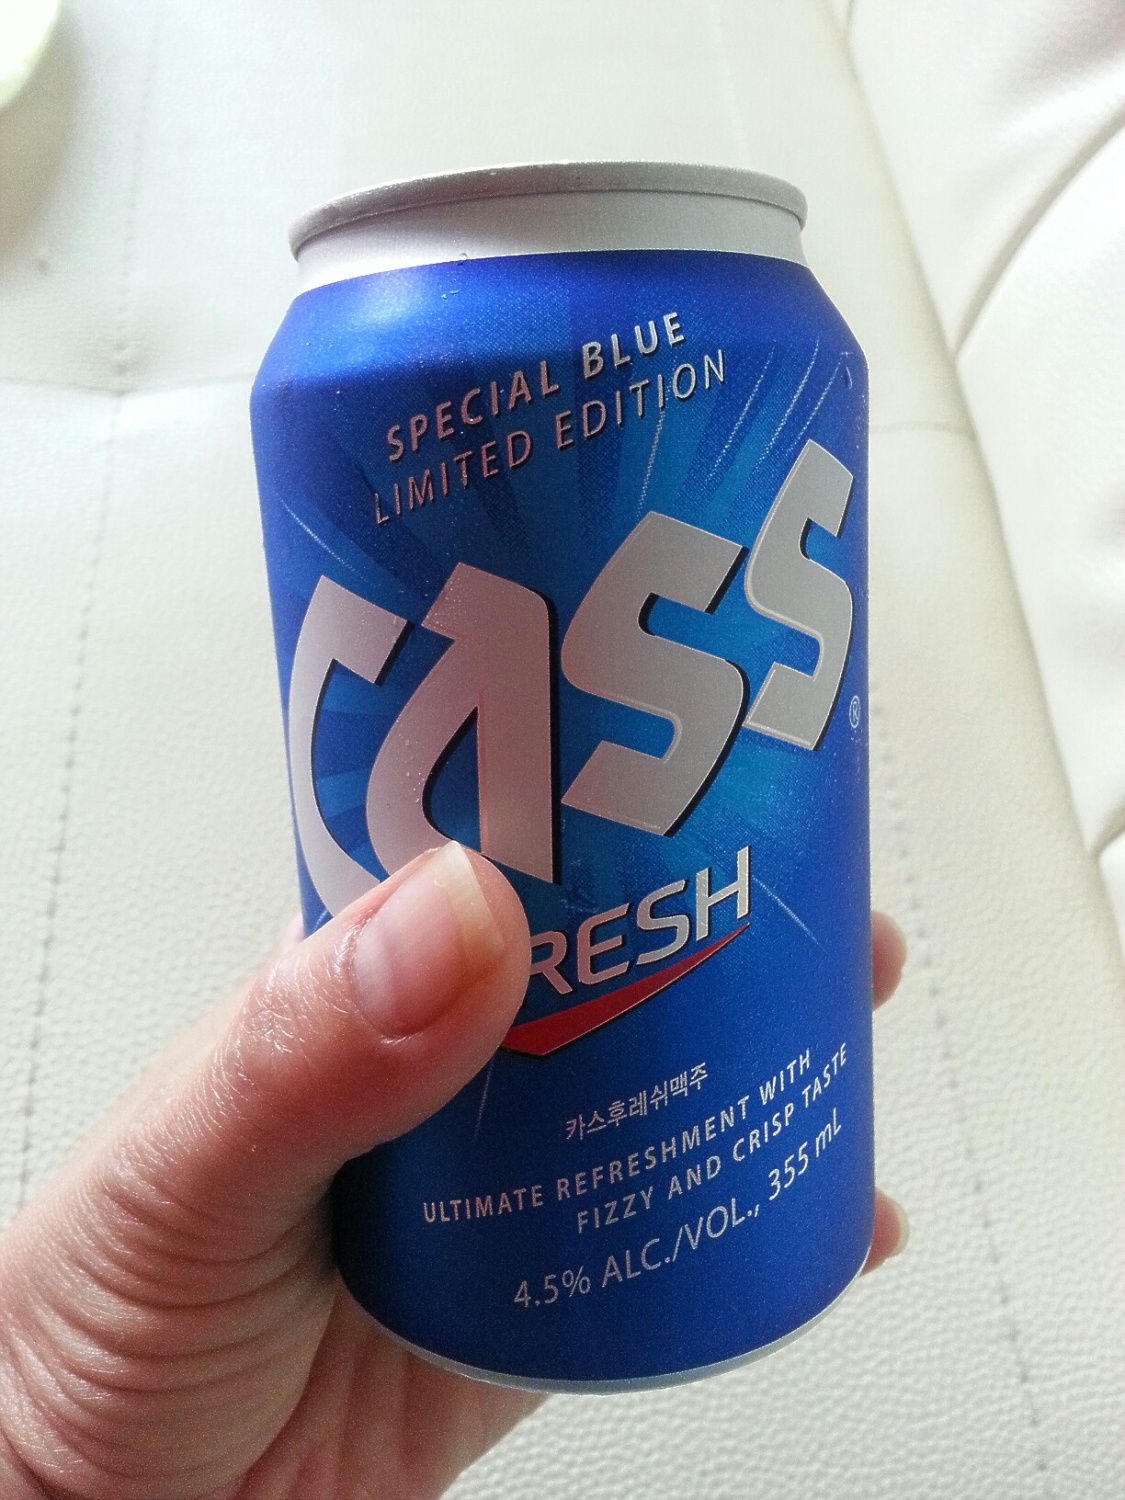 SPECIAL BLUE
LIMITED EDITION
CASS
®
RESH
카스후레쉬맥주
ULTIMATE REFRESHMENT WITH
FIZZY AND CRISP TASTE
4.5% ALC./VOL., 355 mL